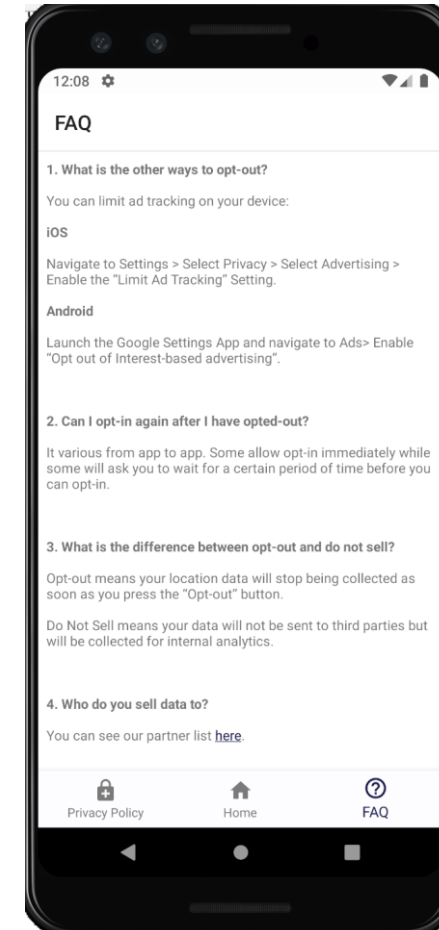 12:08
FAQ
1. What is the other ways to opt-out?
You can limit ad tracking on your device:
iOS
Navigate to Settings > Select Privacy > Select Advertising >
Enable the “Limit Ad Tracking” Setting.
Android
Launch the Google Settings App and navigate to Ads> Enable
“Opt out of Interest-based advertising”.
2. Can I opt-in again after I have opted-out?
It various from app to app. Some allow opt-in immediately while
some will ask you to wait for a certain period of time before you
can opt-in.
3. What is the difference between opt-out and do not sell?
Opt-out means your location data will stop being collected as
soon as you press the “Opt-out” button.
Do Not Sell means your data will not be sent to third parties but
will be collected for internal analytics.
4. Who do you sell data to?
You can see our partner list here.
Privacy Policy
Home
FAQ